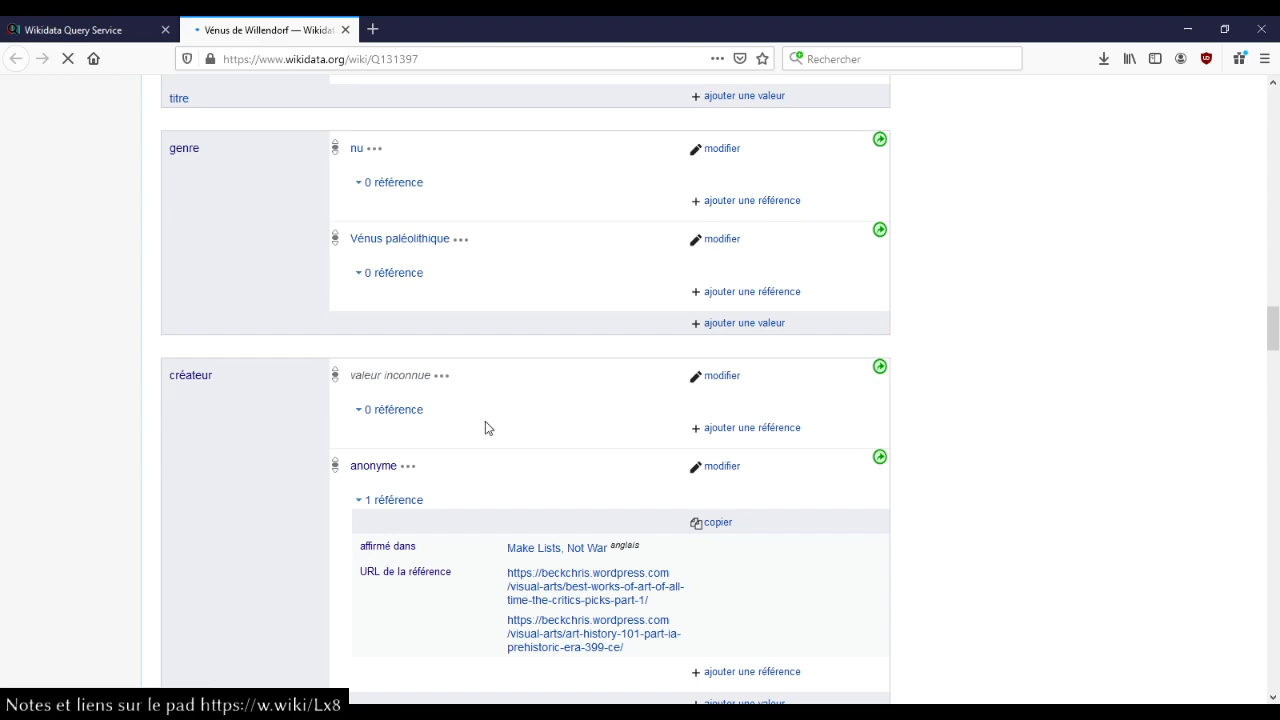 Wikidata Query Service
Vénus de Willendorf — Wikidat
https://www.wikidata.org/wiki/Q131397
Rechercher
titre
+ ajouter une valeur
genre
nu
modifier
0 référence
+ ajouter une référence
Vénus paléolithique
modifier
0 référence
+ ajouter une référence
+ ajouter une valeur
créateur
valeur inconnue
modifier
0 référence
+ ajouter une référence
anonyme
modifier
1 référence
copier
affirmé dans
Make Lists, Not War anglais
URL de la référence
https://beckchris.wordpress.com
/visual-arts/best-works-of-art-of-all-
time-the-critics-picks-part-1/
https://beckchris.wordpress.com
/visual-arts/art-history-101-part-ia-
prehistoric-era-399-ce/
+ ajouter une référence
+ ajouter une valeur
Notes et liens sur le pad https://w.wiki/Lx8